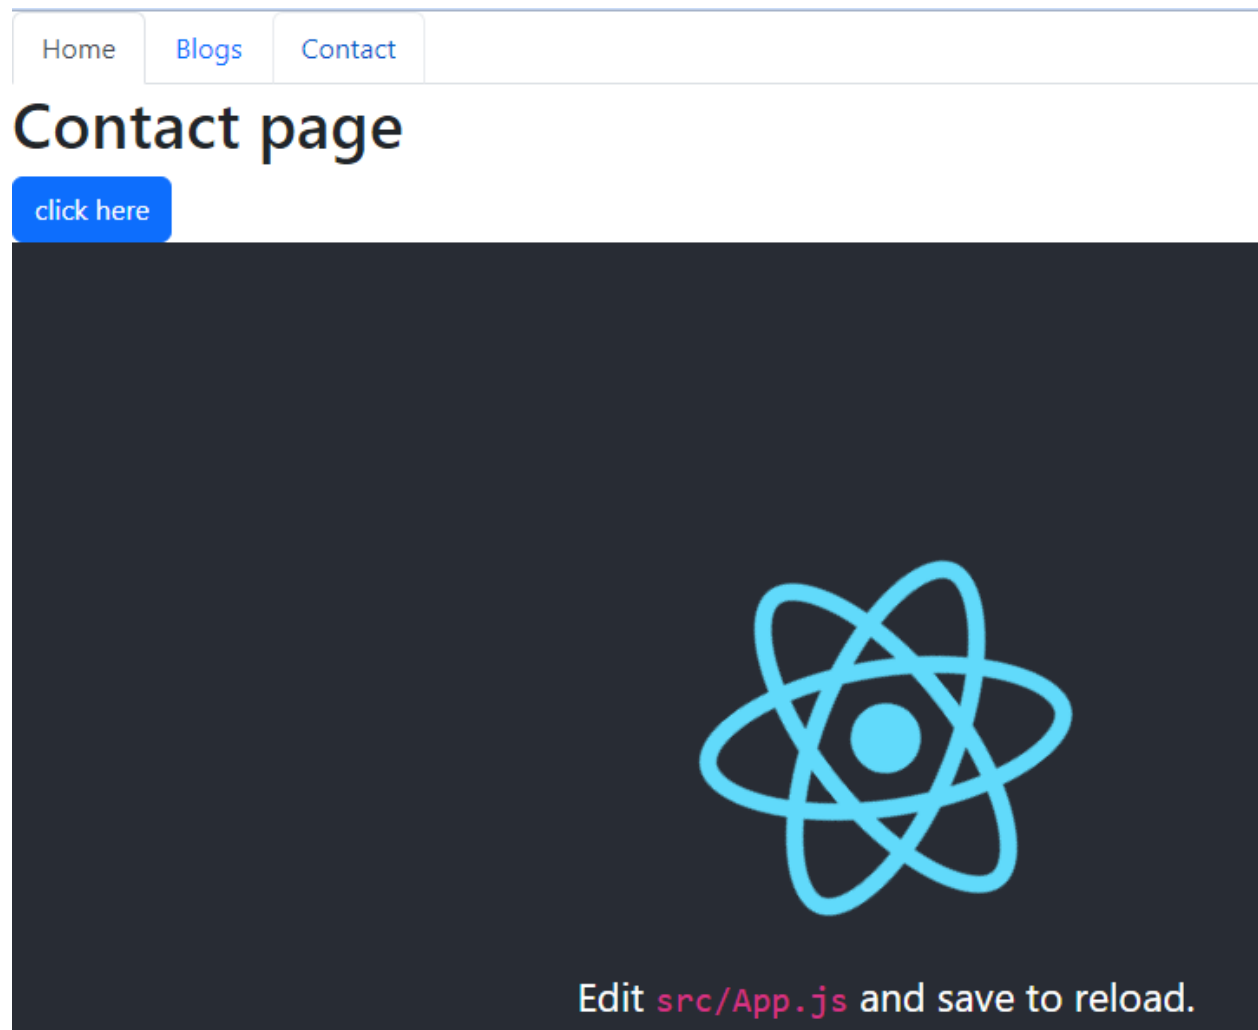 Home Blogs Contact
Contact page
click here
Edit src/App.js and save to reload.